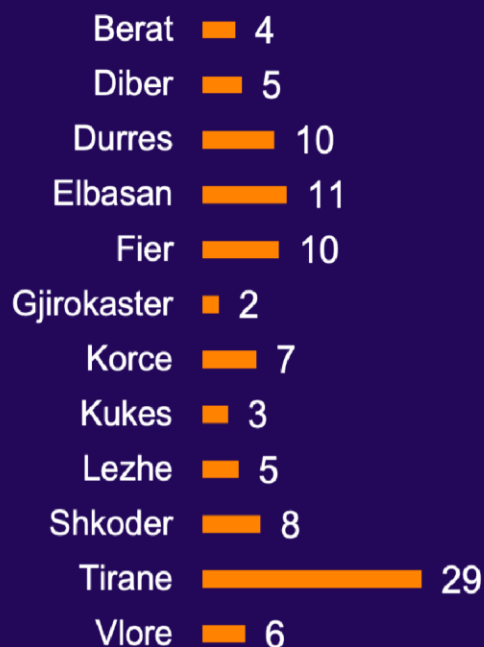 Berat 4
Diber 5
Durres 10
Elbasan 11
Fier 10
Gjirokaster 2
Korce 7
Kukes 3
Lezhe 5
Shkoder 8
Tirane 29
Vlore 6